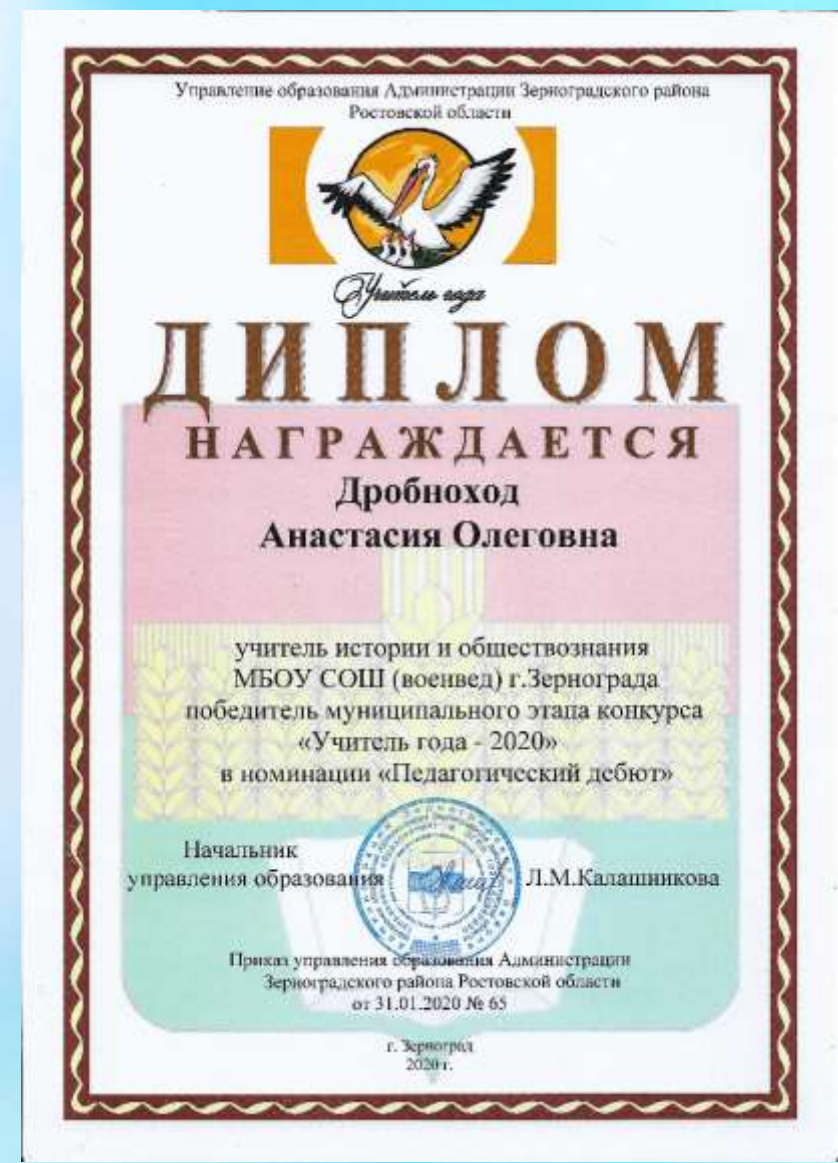 Управление образования Администрации Зерноградского района
Ростовской области
Учитель года
ДИПЛОМ
НАГРАЖДАЕТСЯ
Дробноход
Анастасия Олеговна
учитель истории и обществознания
МБОУ СОШ (военвед) г.Зернограда
победитель муниципального этапа конкурса
«Учитель года - 2020»
в номинации «Педагогический дебют»
Начальник
управления образования Л.М.Калашникова
Приказ управления образования Администрации
Зерноградского района Ростовской области
от 31.01.2020 № 65
г. Зерноград
2020 г.